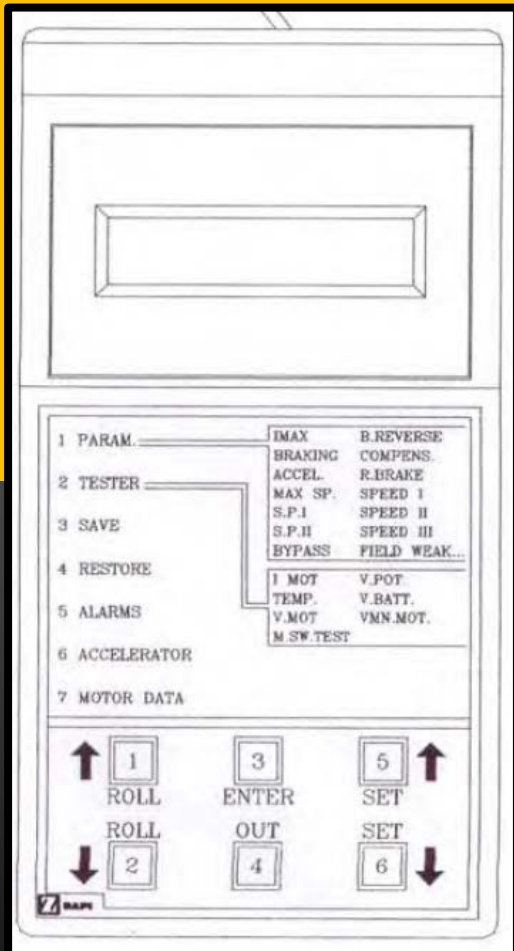 1 PARAM.
2 TESTER
3 SAVE
4 RESTORE
5 ALARMS
6 ACCELERATOR
7 MOTOR DATA
IMAX B.REVERSE
BRAKING COMPENS.
ACCEL. R.BRAKE
MAX SP. SPEED I
S.P.I SPEED II
S.P.II SPEED III
BYPASS FIELD WEAK...
I MOT V.POT
TEMP. V.BATT.
V.MOT VMN.MOT.
M.SW.TEST
1 3 5
ROLL ENTER SET
ROLL OUT SET
2 4 6
ZAPI